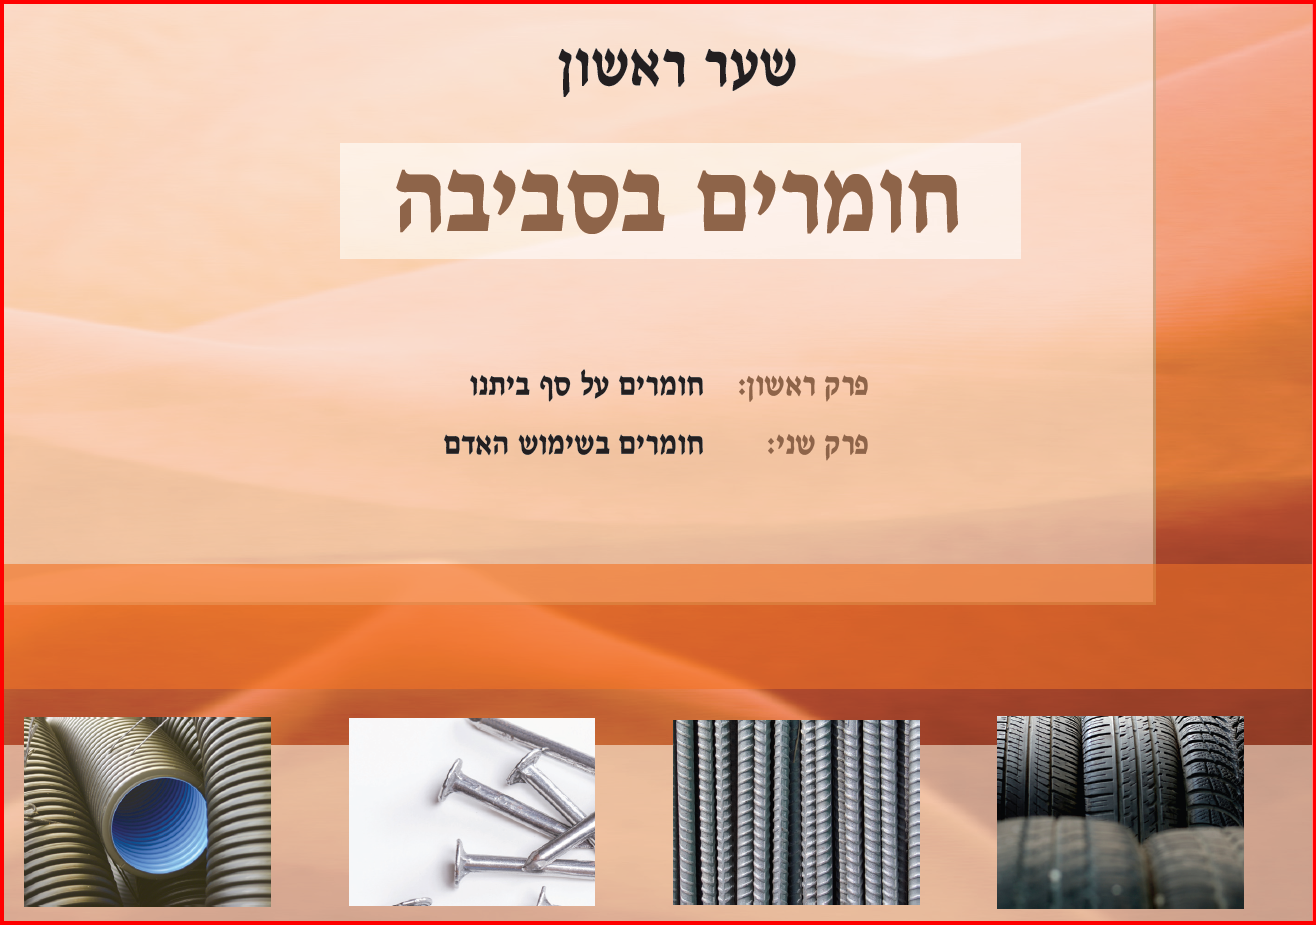 שער ראשון
חומרים בסביבה
פרק ראשון: חומרים על סף ביתנו
פרק שני: חומרים בשימוש האדם